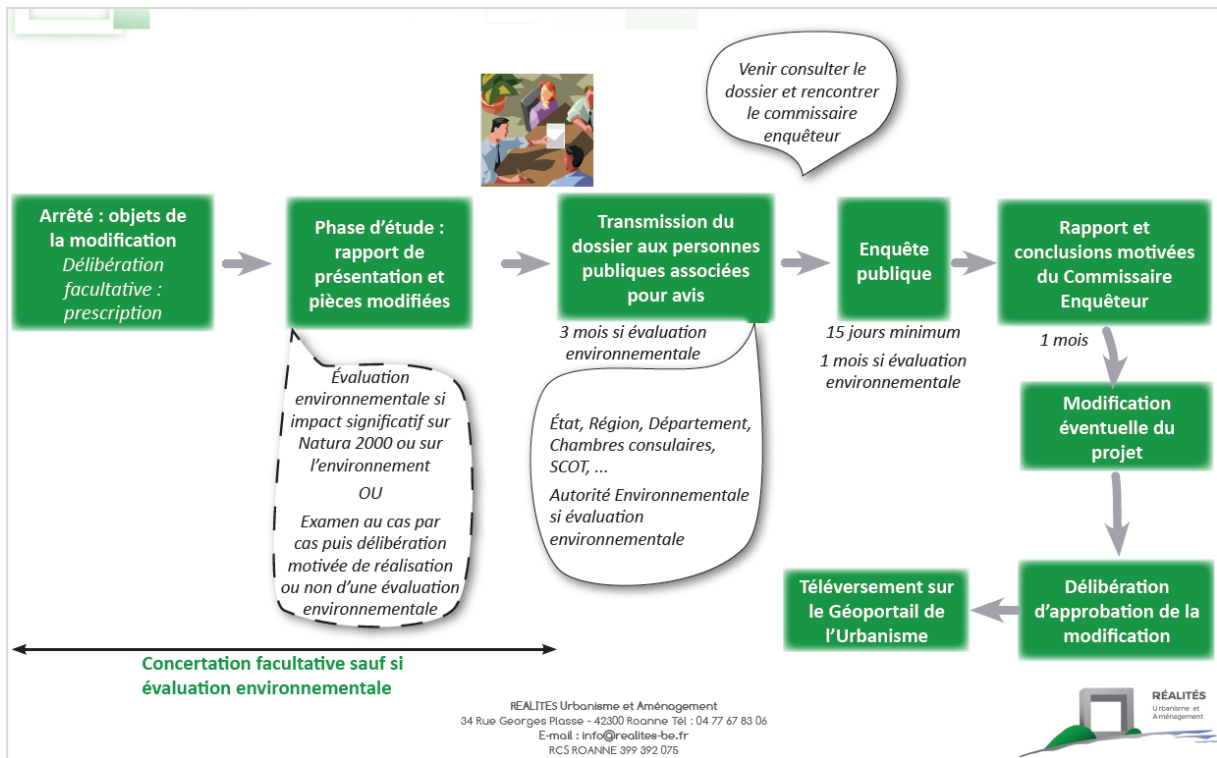 Venir consulter le
dossier et rencontrer
le commissaire
enquêteur
Arrêté : objets de
la modification
Délibération
facultative :
prescription
Phase d’étude :
rapport de
présentation et
pièces modifiées
Transmission du
dossier aux personnes
publiques associées
pour avis
Enquête
publique
Rapport et
conclusions motivées
du Commissaire
Enquêteur
3 mois si évaluation
environnementale
15 jours minimum
1 mois si évaluation
environnementale
1 mois
Évaluation
environnementale si
impact significatif sur
Natura 2000 ou sur
l’environnement
OU
Examen au cas par
cas puis délibération
motivée de réalisation
ou non d’une évaluation
environnementale
État, Région, Département,
Chambres consulaires,
SCOT, ...
Autorité Environnementale
si évaluation
environnementale
Modification
éventuelle du
projet
Délibération
d’approbation de la
modification
Téléversement sur
le Géoportail de
l’Urbanisme
Concertation facultative sauf si
évaluation environnementale
REALITES Urbanisme et Aménagement
34 Rue Georges Plasse - 42300 Roanne Tél : 04 77 67 83 06
E-mail : info@realites-be.fr
RCS ROANNE 399 392 075
RÉALITÉS
Urbanisme et
Aménagement